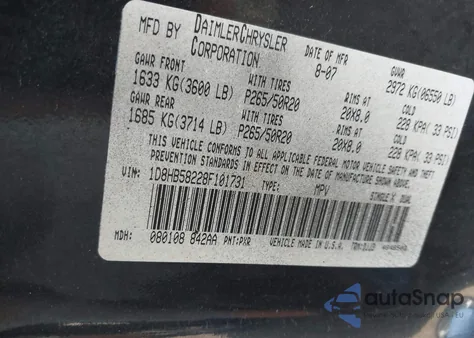 MFD BY DAIMLERCHRYSLER CORPORATION
DATE OF MFR 8-07
GVWR 2972 KG(06550 LB)
GAWR FRONT WITH TIRES RIMS AT COLD
1633 KG(3600 LB) P265/50R20 20X8.0 228 KPA( 33 PSI)
GAWR REAR WITH TIRES RIMS AT COLD
1685 KG(3714 LB) P265/50R20 20X8.0 228 KPA( 33 PSI)
THIS VEHICLE CONFORMS TO ALL APPLICABLE FEDERAL MOTOR VEHICLE SAFETY AND THEFT
PREVENTION STANDARDS IN EFFECT ON THE DATE OF MANUFACTURE SHOWN ABOVE.
VIN: 1D8HB58228F101731 TYPE: MPV
SINGLE X DUAL
MDH: 080108 842AA PNT:PXR VEHICLE MADE IN U.S.A.
autoSnap